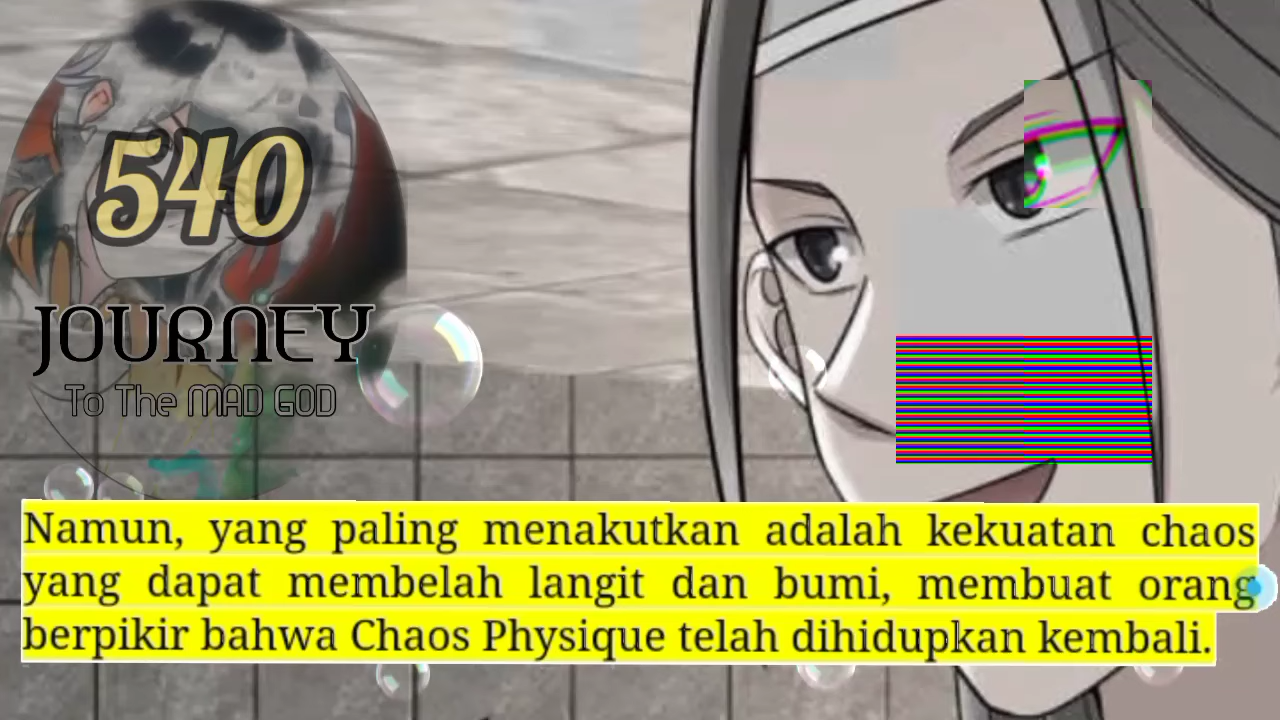 540
JOURNEY
To The MAD GOD
Namun, yang paling menakutkan adalah kekuatan chaos
yang dapat membelah langit dan bumi, membuat orang
berpikir bahwa Chaos Physique telah dihidupkan kembali.